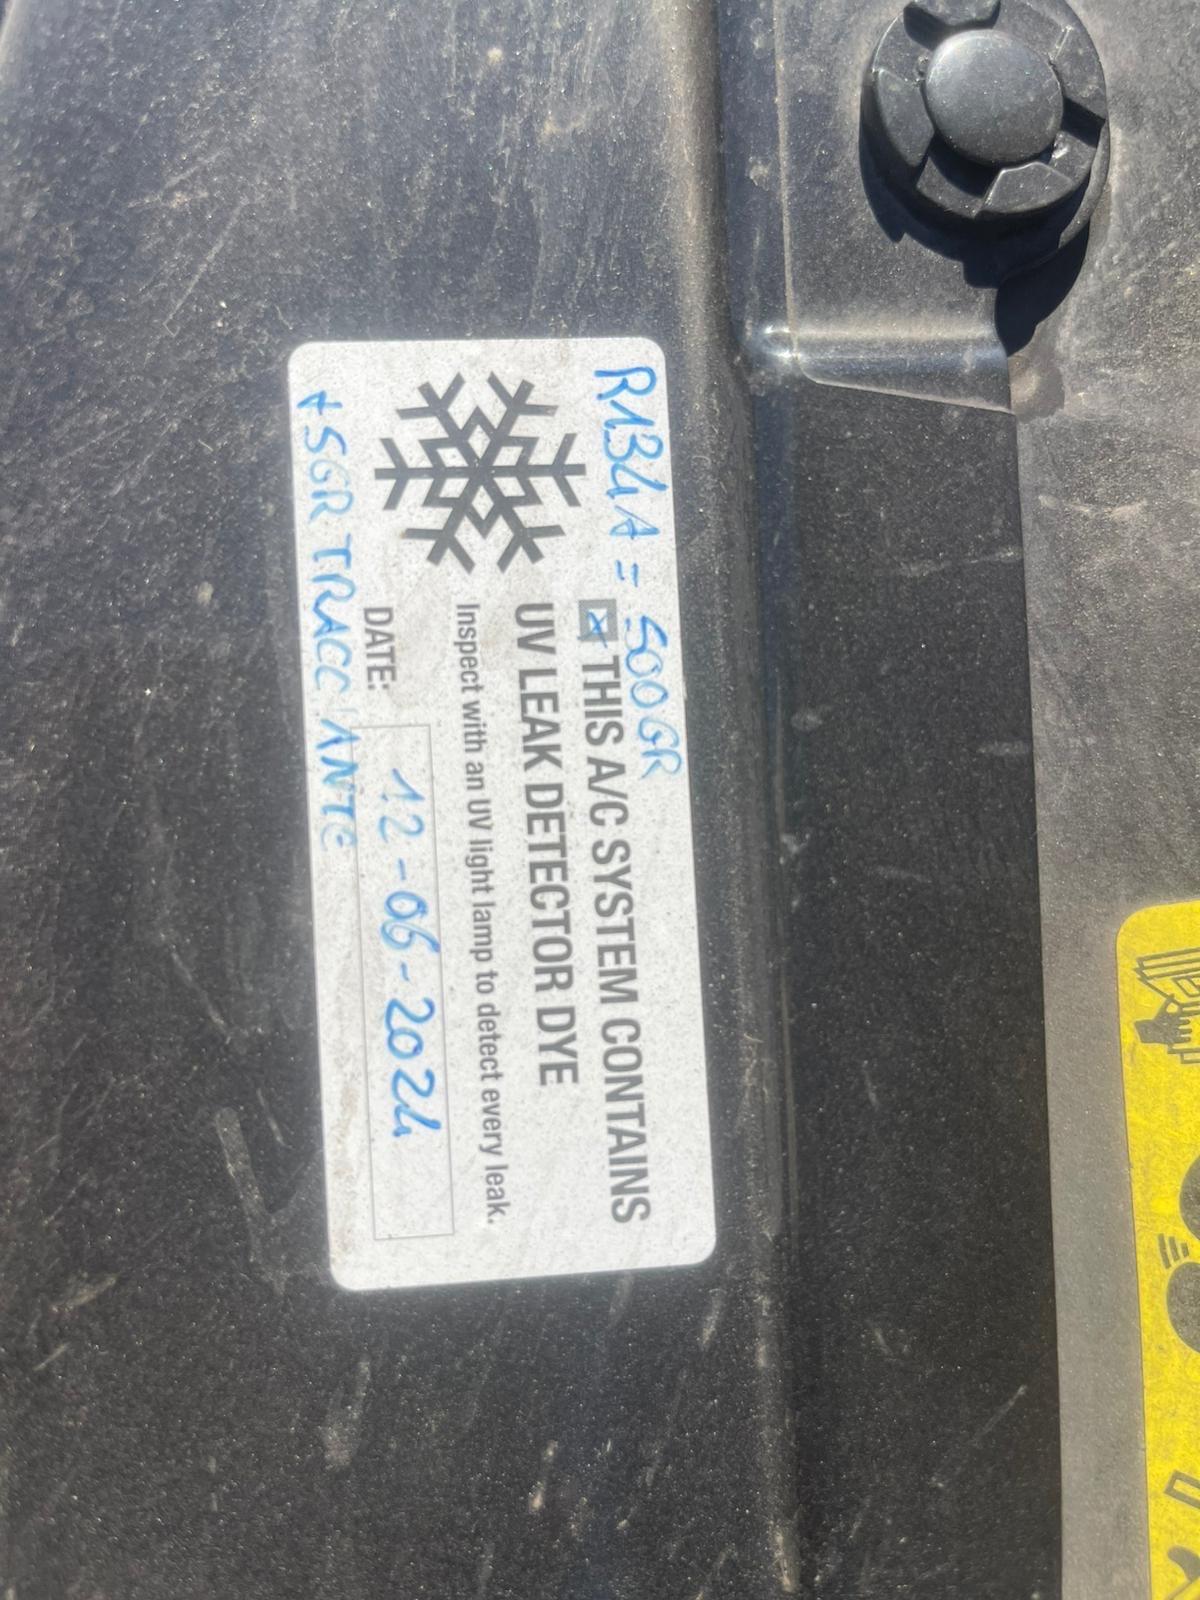 R134A = 500GR
THIS A/C SYSTEM CONTAINS
UV LEAK DETECTOR DYE
Inspect with an UV light lamp to detect every leak.
DATE: 12-06-2024
+5GR TRACCIANTE